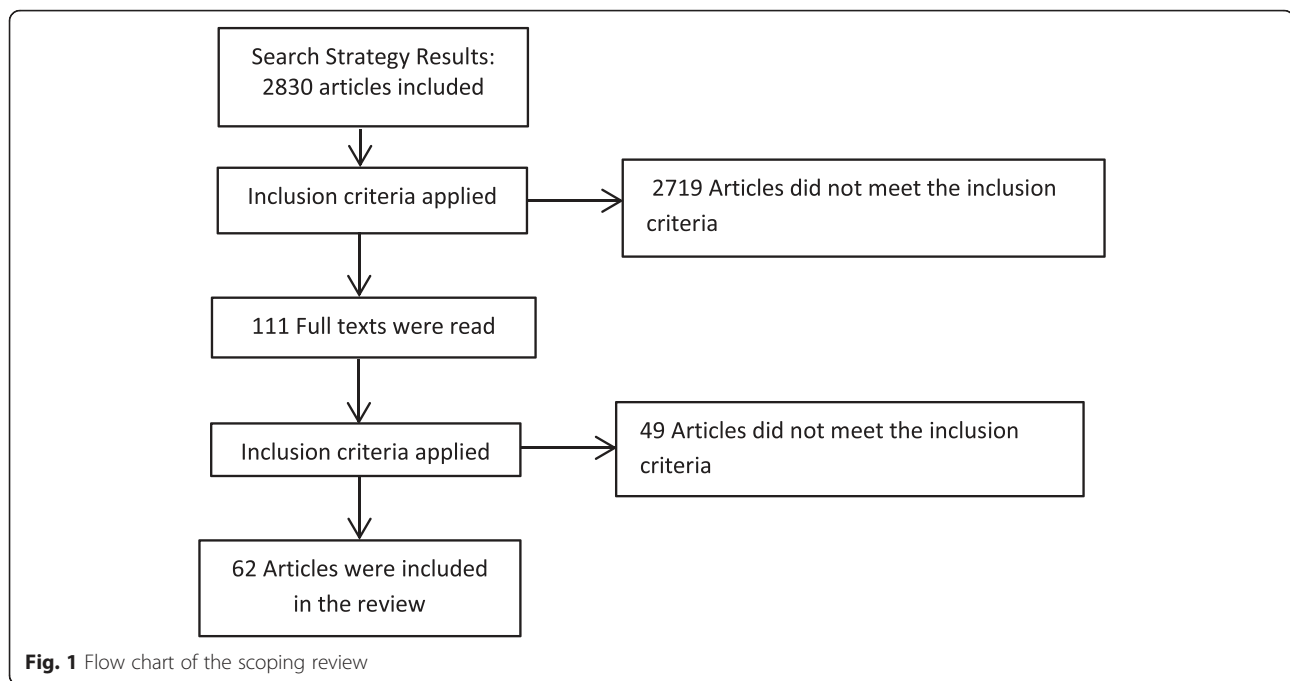 Search Strategy Results:
2830 articles included
Inclusion criteria applied
2719 Articles did not meet the inclusion
criteria
111 Full texts were read
Inclusion criteria applied
49 Articles did not meet the inclusion
criteria
62 Articles were included
in the review
Fig. 1 Flow chart of the scoping review